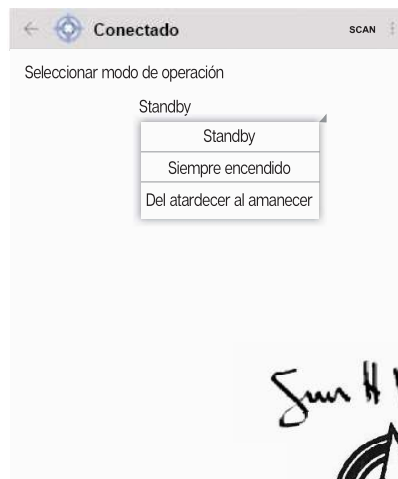 Conectado
SCAN
Seleccionar modo de operación
Standby
Standby
Siempre encendido
Del atardecer al amanecer